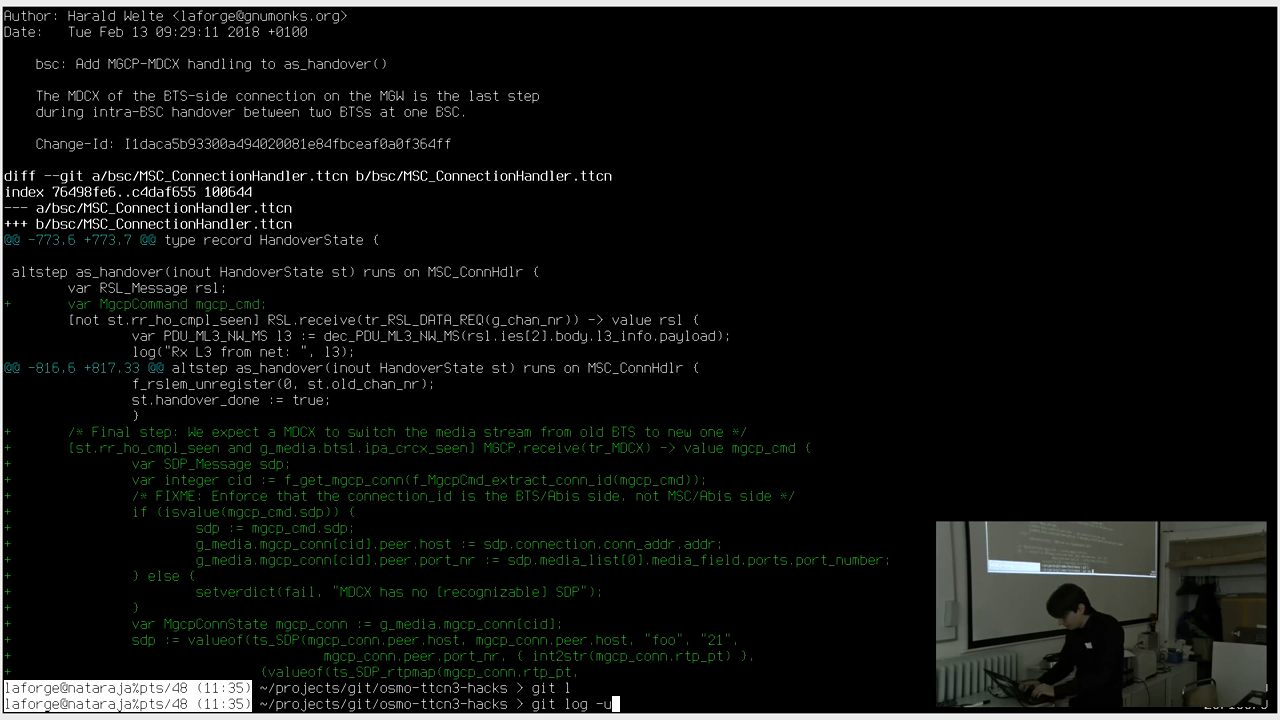 Author: Harald Welte <laforge@gnumonks.org>
Date:   Tue Feb 13 09:29:11 2018 +0100
bsc: Add MGCP-MDCX handling to as_handover()
The MDCX of the BTS-side connection on the MGW is the last step
during intra-BSC handover between two BTSs at one BSC.
Change-Id: I1daca5b93300a494020081e84fbceaf0a0f364ff
diff --git a/bsc/MSC_ConnectionHandler.ttcn b/bsc/MSC_ConnectionHandler.ttcn
index 76498fe6..c4daf655 100644
--- a/bsc/MSC_ConnectionHandler.ttcn
+++ b/bsc/MSC_ConnectionHandler.ttcn
@@ -773,6 +773,7 @@ type record HandoverState {
 altstep as_handover(inout HandoverState st) runs on MSC_ConnHdlr {
        var RSL_Message rsl;
+       var MgcpCommand mgcp_cmd;
        [not st.rr_ho_cmpl_seen] RSL.receive(tr_RSL_DATA_REQ(g_chan_nr)) -> value rsl {
                var PDU_ML3_NW_MS l3 := dec_PDU_ML3_NW_MS(rsl.ies[2].body.l3_info.payload);
                log("Rx L3 from net: ", l3);
@@ -816,6 +817,33 @@ altstep as_handover(inout HandoverState st) runs on MSC_ConnHdlr {
                f_rslem_unregister(0, st.old_chan_nr);
                st.handover_done := true;
                }
+       /* Final step: We expect a MDCX to switch the media stream from old BTS to new one */
+       [st.rr_ho_cmpl_seen and g_media.bts1.ipa_crcx_seen] MGCP.receive(tr_MDCX) -> value mgcp_cmd {
+               var SDP_Message sdp;
+               var integer cid := f_get_mgcp_conn(f_MgcpCmd_extract_conn_id(mgcp_cmd));
+               /* FIXME: Enforce that the connection_id is the BTS/Abis side, not MSC/Abis side */
+               if (isvalue(mgcp_cmd.sdp)) {
+                       sdp := mgcp_cmd.sdp;
+                       g_media.mgcp_conn[cid].peer.host := sdp.connection.conn_addr.addr;
+                       g_media.mgcp_conn[cid].peer.port_nr := sdp.media_list[0].media_field.ports.port_number;
+               } else {
+                       setverdict(fail, "MDCX has no [recognizable] SDP");
+               }
+               var MgcpConnState mgcp_conn := g_media.mgcp_conn[cid];
+               sdp := valueof(ts_SDP(mgcp_conn.peer.host, mgcp_conn.peer.host, "foo", "21",
+                                       mgcp_conn.peer.port_nr, { int2str(mgcp_conn.rtp_pt) },
+                               {valueof(ts_SDP_rtpmap(mgcp_conn.rtp_pt,
laforge@nataraja%pts/48 (11:35) ~/projects/git/osmo-ttcn3-hacks > git l
laforge@nataraja%pts/48 (11:35) ~/projects/git/osmo-ttcn3-hacks > git log -u